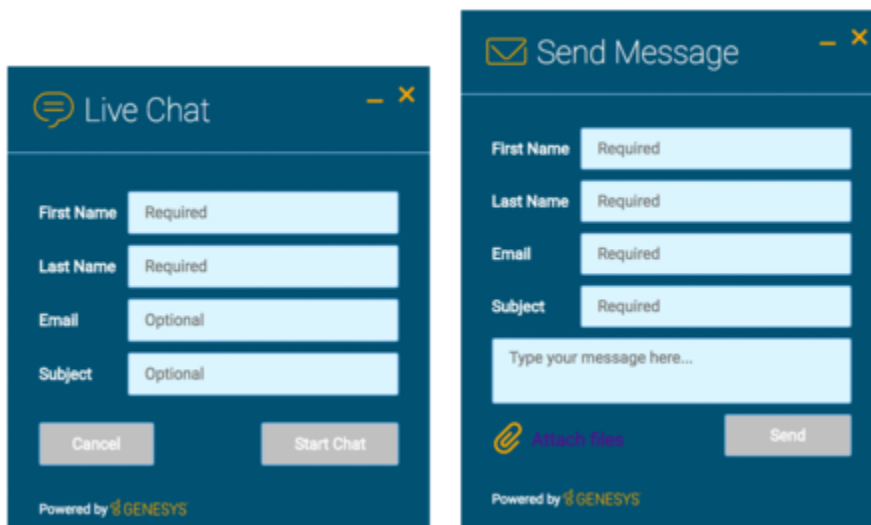 Live Chat
First Name Required
Last Name Required
Email Optional
Subject Optional
Cancel Start Chat
Powered by GENESYS
Send Message
First Name Required
Last Name Required
Email Required
Subject Required
Type your message here...
Attach files Send
Powered by GENESYS